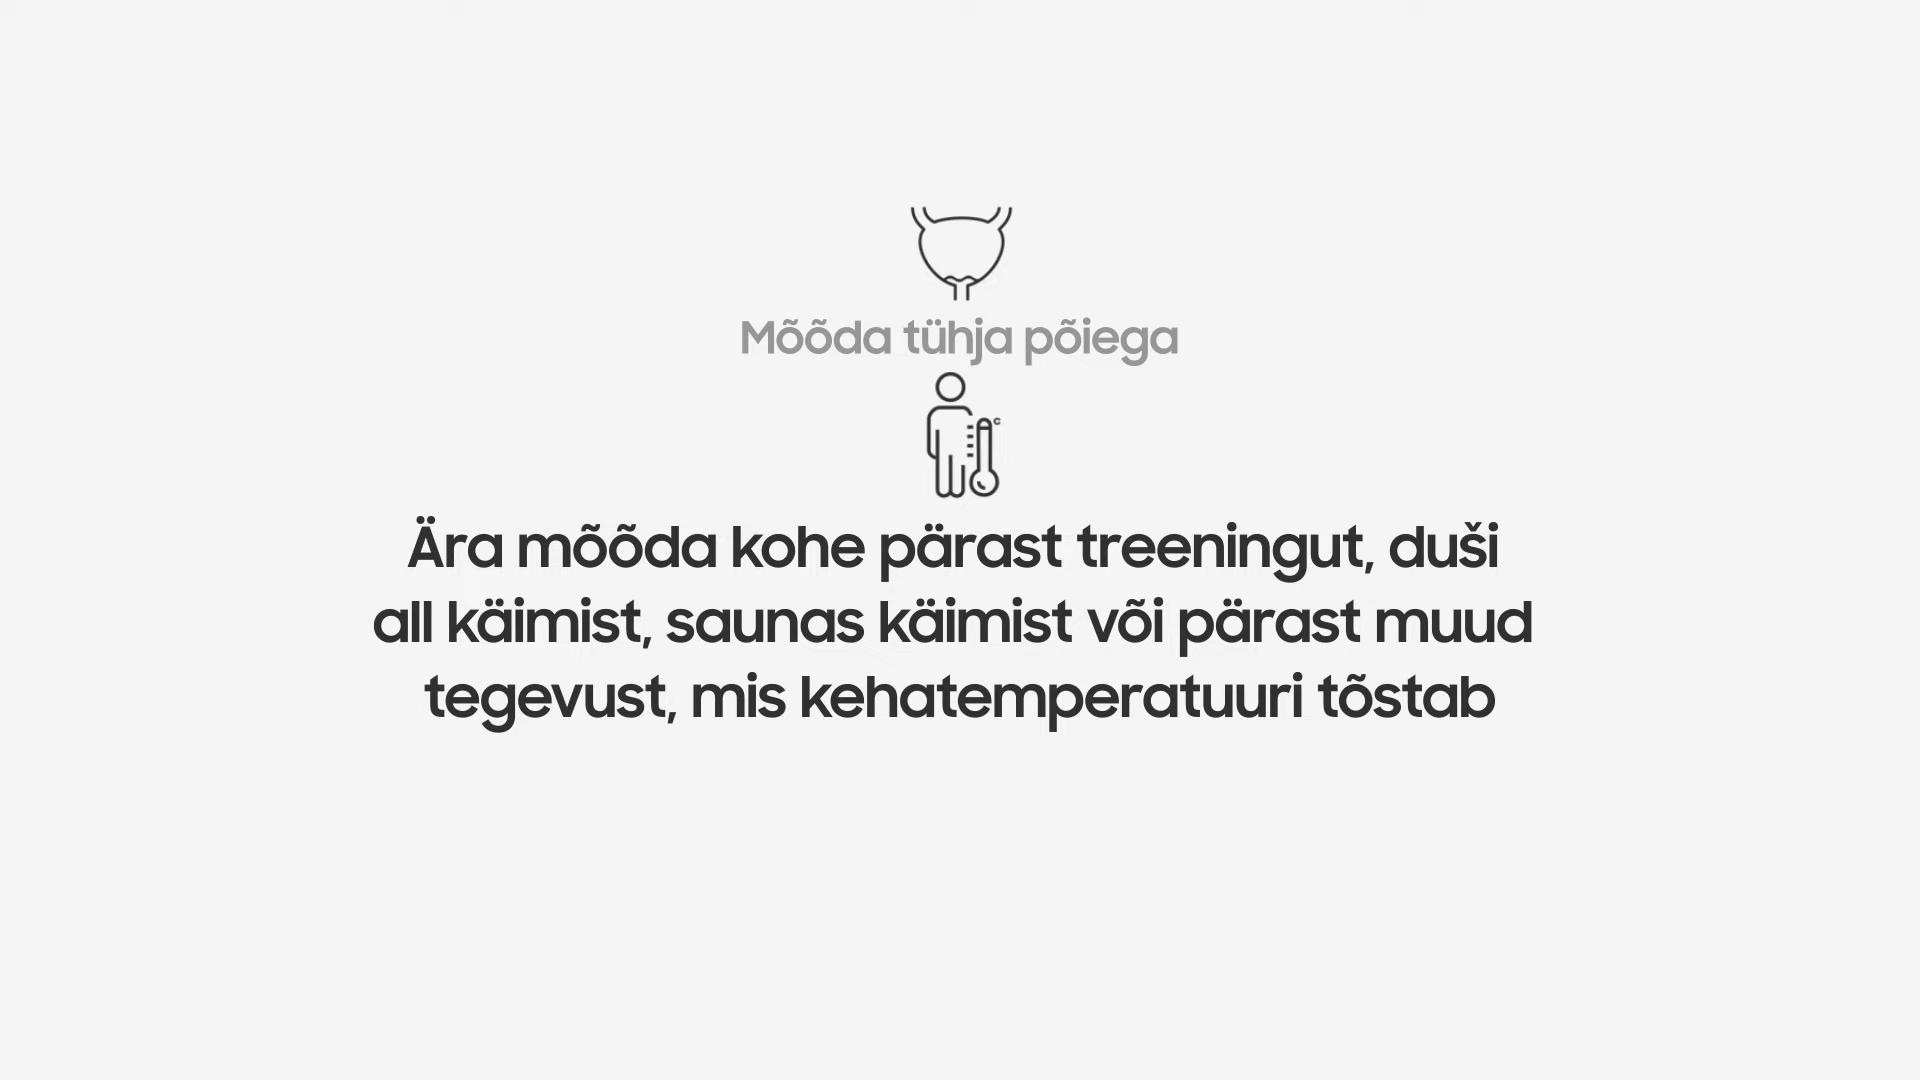 Mõõda tühja põiega
Ära mõõda kohe pärast treeningut, duši
all käimist, saunas käimist või pärast muud
tegevust, mis kehatemperatuuri tõstab